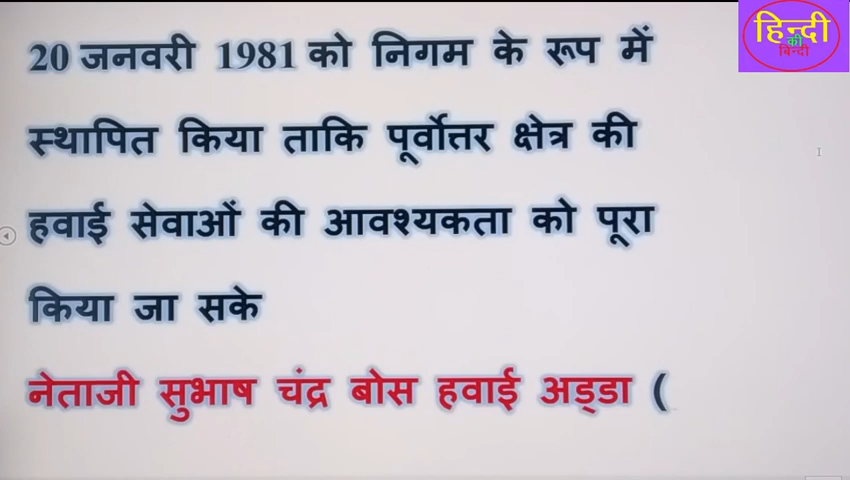 हिन्दी
की
बिन्दी
20 जनवरी 1981 को निगम के रूप में
स्थापित किया ताकि पूर्वोत्तर क्षेत्र की
हवाई सेवाओं की आवश्यकता को पूरा
किया जा सके
नेताजी सुभाष चंद्र बोस हवाई अड्डा (